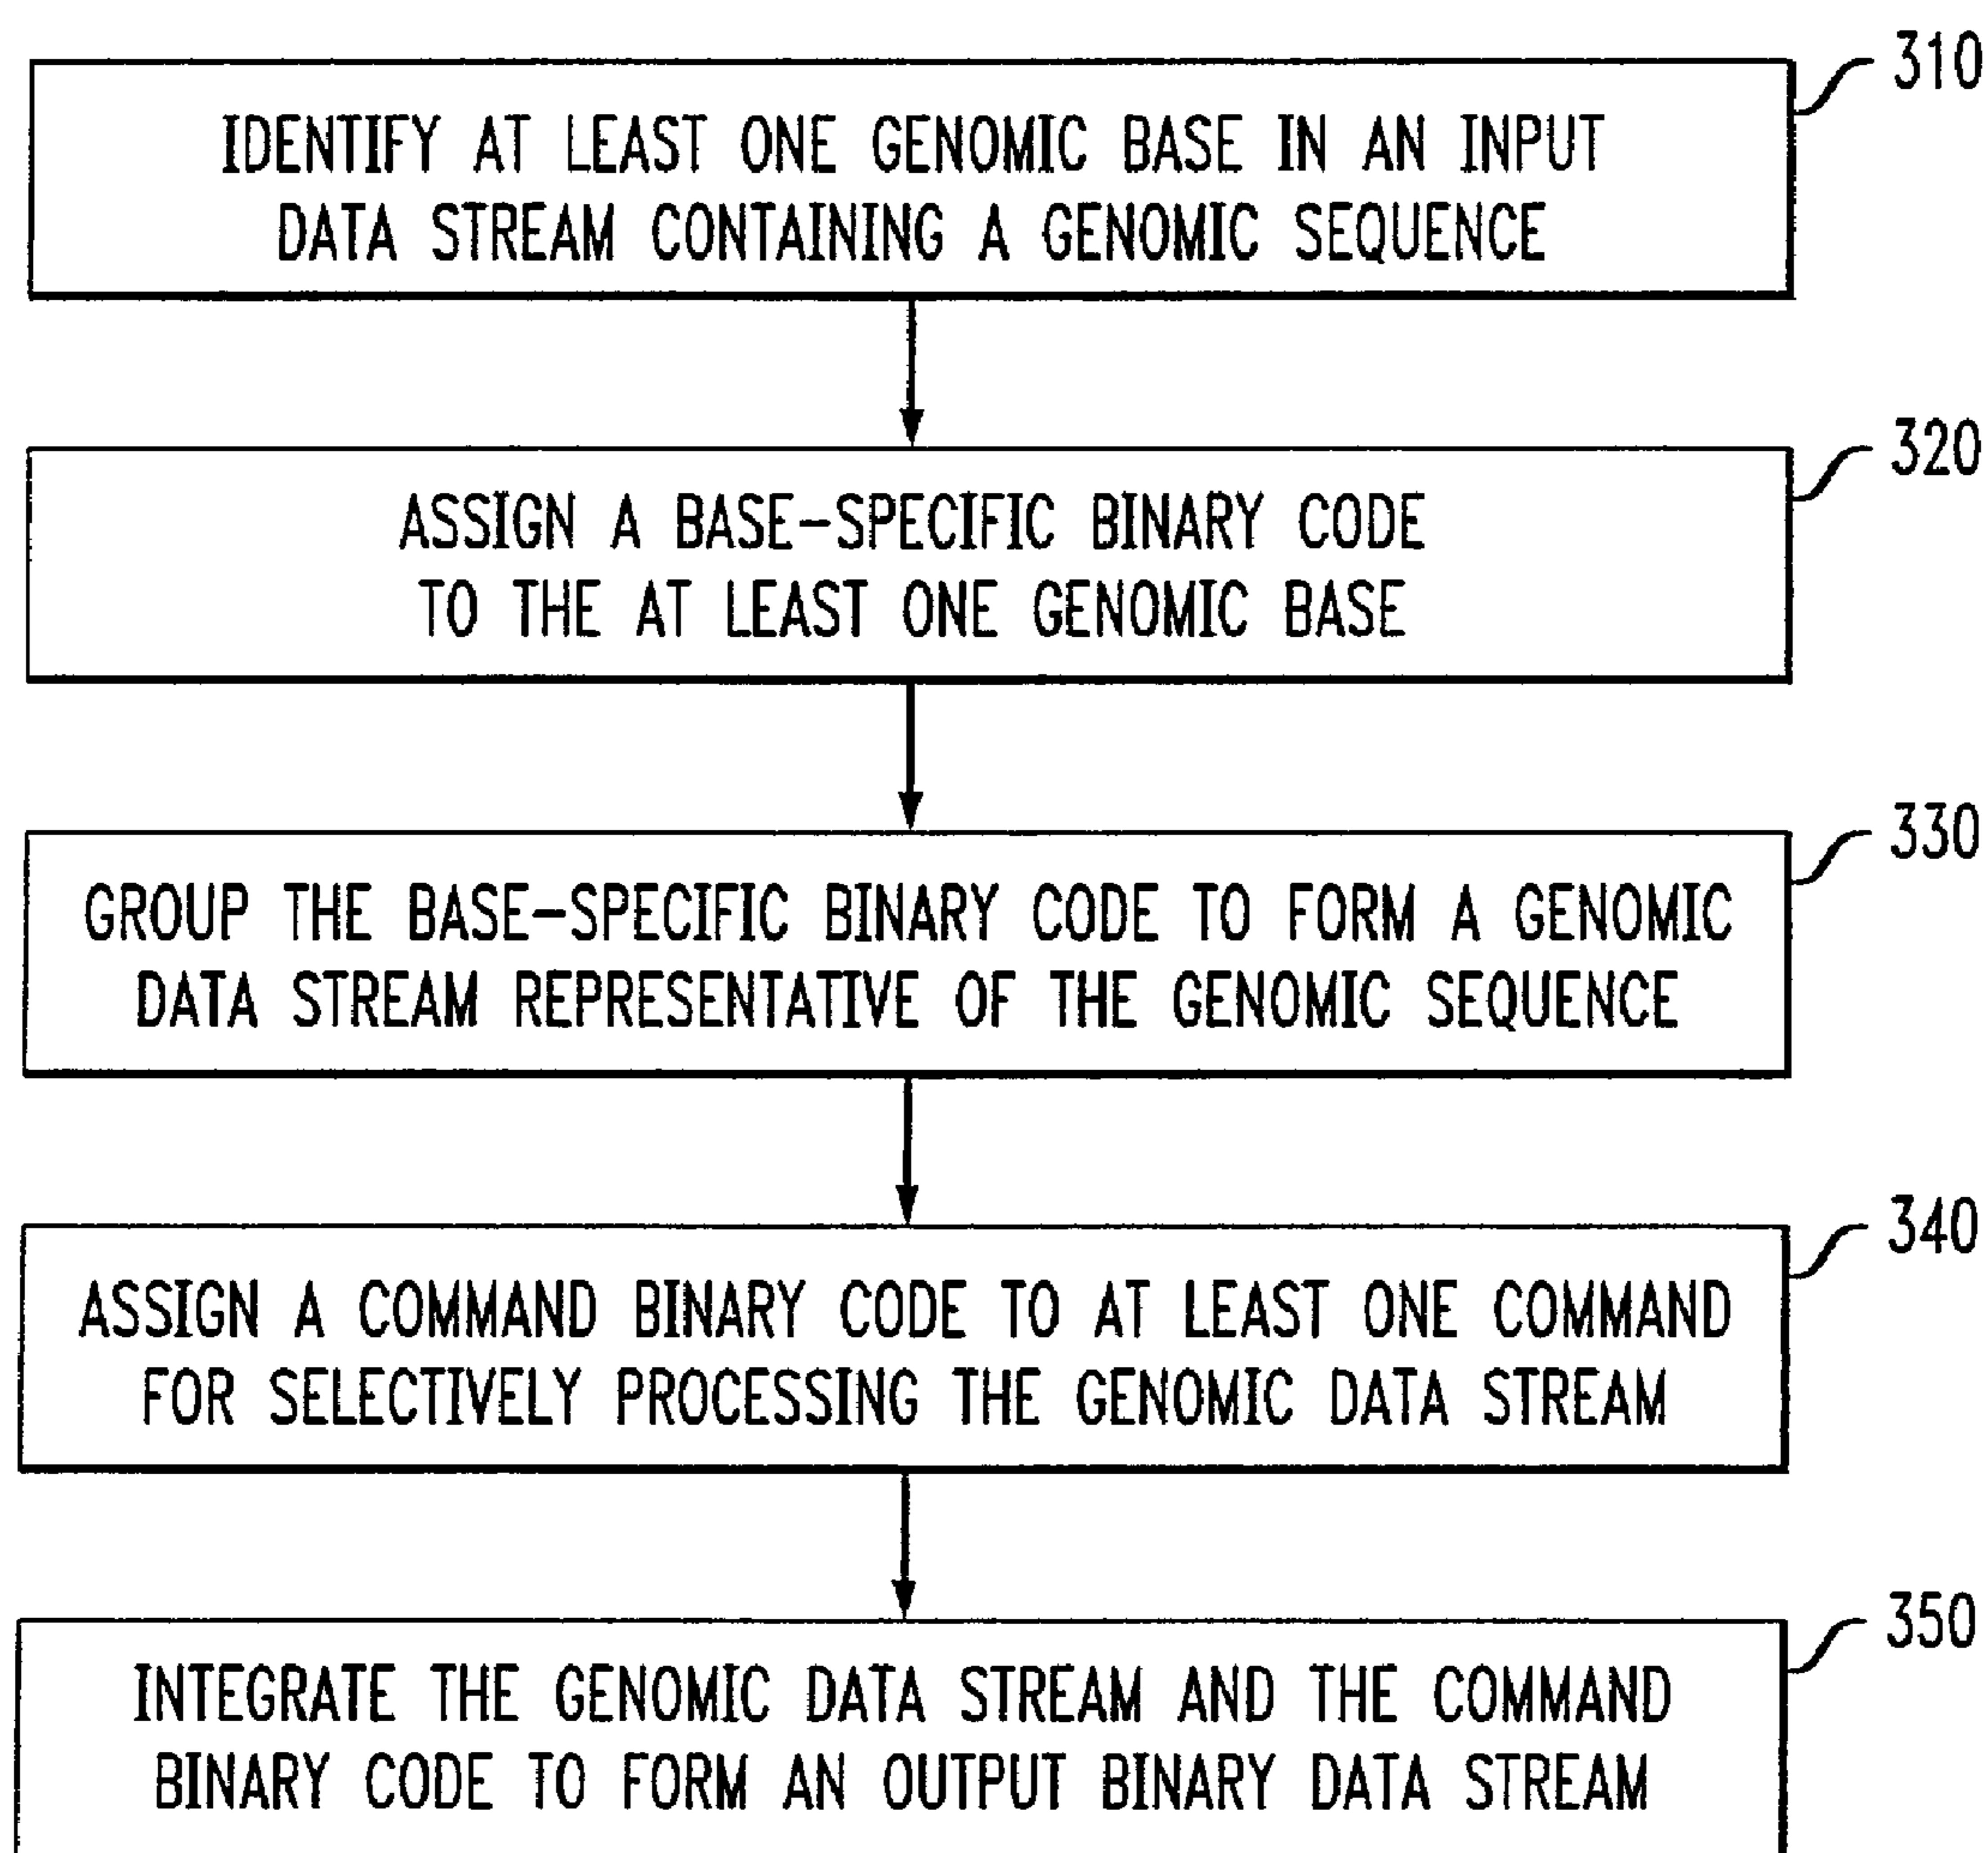 310
IDENTIFY AT LEAST ONE GENOMIC BASE IN AN INPUT
DATA STREAM CONTAINING A GENOMIC SEQUENCE
320
ASSIGN A BASE-SPECIFIC BINARY CODE
TO THE AT LEAST ONE GENOMIC BASE
330
GROUP THE BASE-SPECIFIC BINARY CODE TO FORM A GENOMIC
DATA STREAM REPRESENTATIVE OF THE GENOMIC SEQUENCE
340
ASSIGN A COMMAND BINARY CODE TO AT LEAST ONE COMMAND
FOR SELECTIVELY PROCESSING THE GENOMIC DATA STREAM
350
INTEGRATE THE GENOMIC DATA STREAM AND THE COMMAND
BINARY CODE TO FORM AN OUTPUT BINARY DATA STREAM